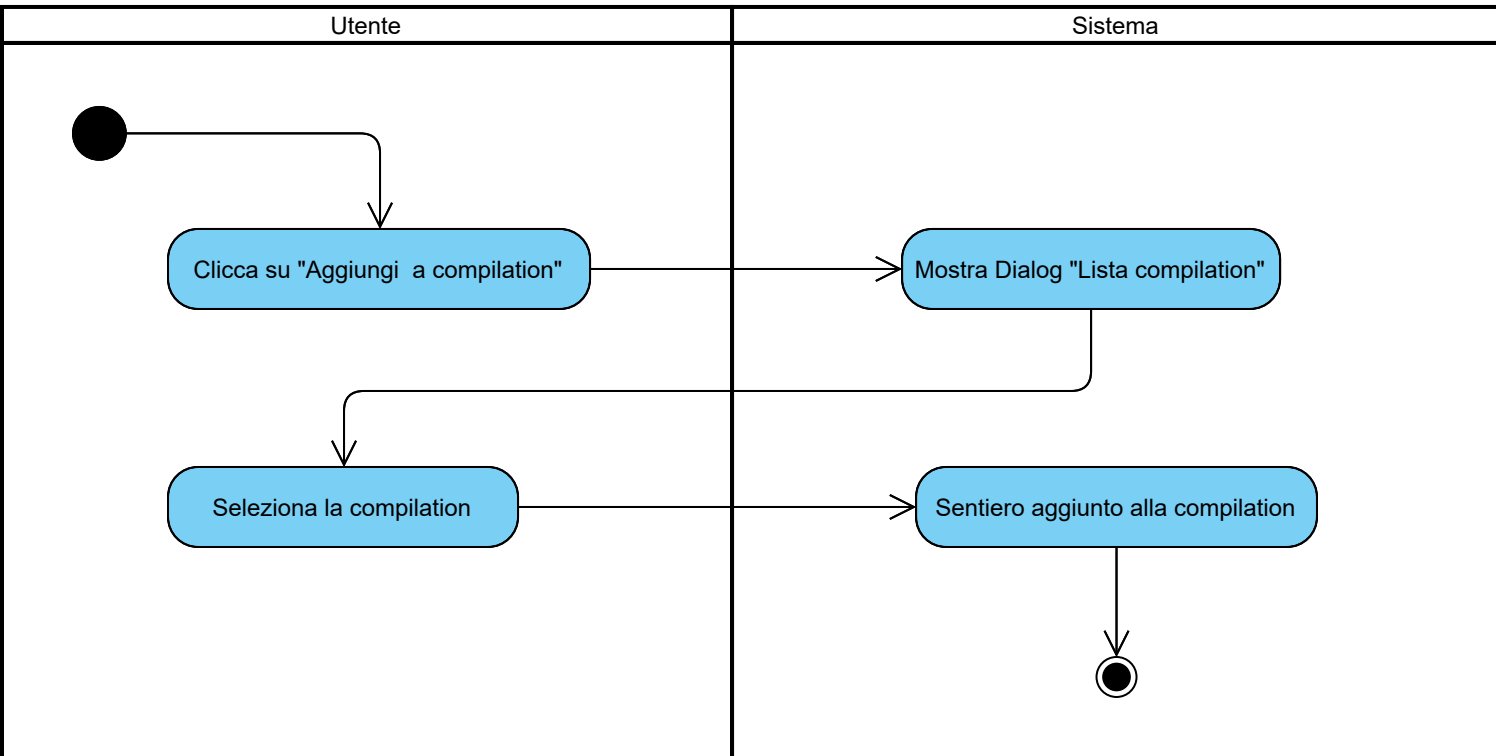 Utente
Sistema
Clicca su "Aggiungi  a compilation"
Mostra Dialog "Lista compilation"
Seleziona la compilation
Sentiero aggiunto alla compilation